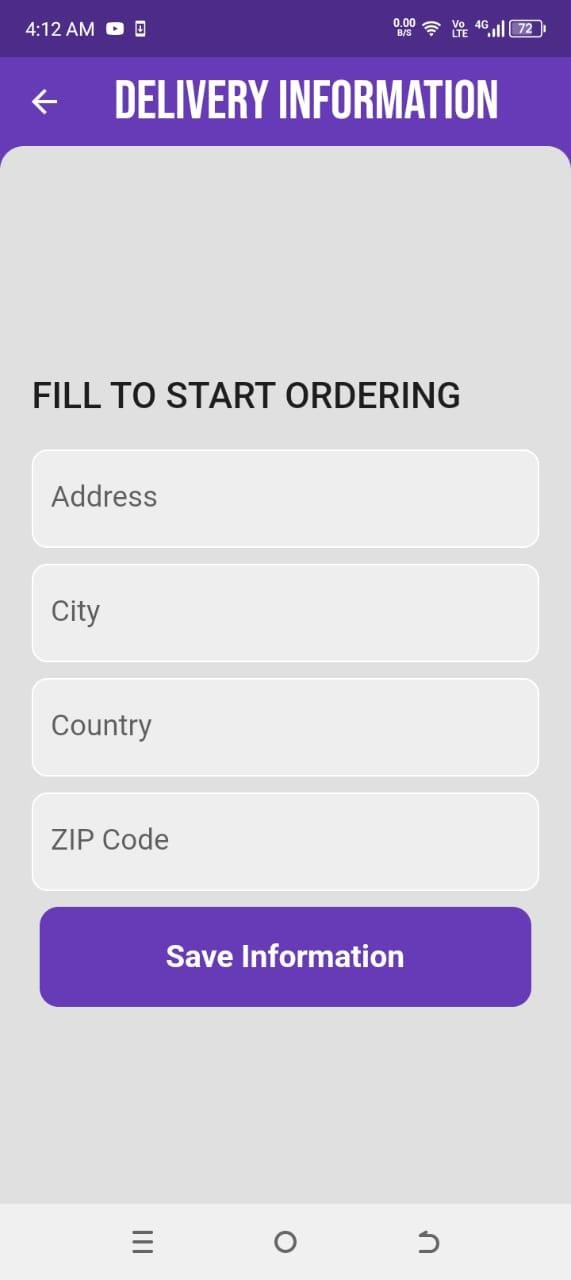 4:12 AM 0.00 B/S Vo LTE 4G 72
DELIVERY INFORMATION
FILL TO START ORDERING
Address
City
Country
ZIP Code
Save Information